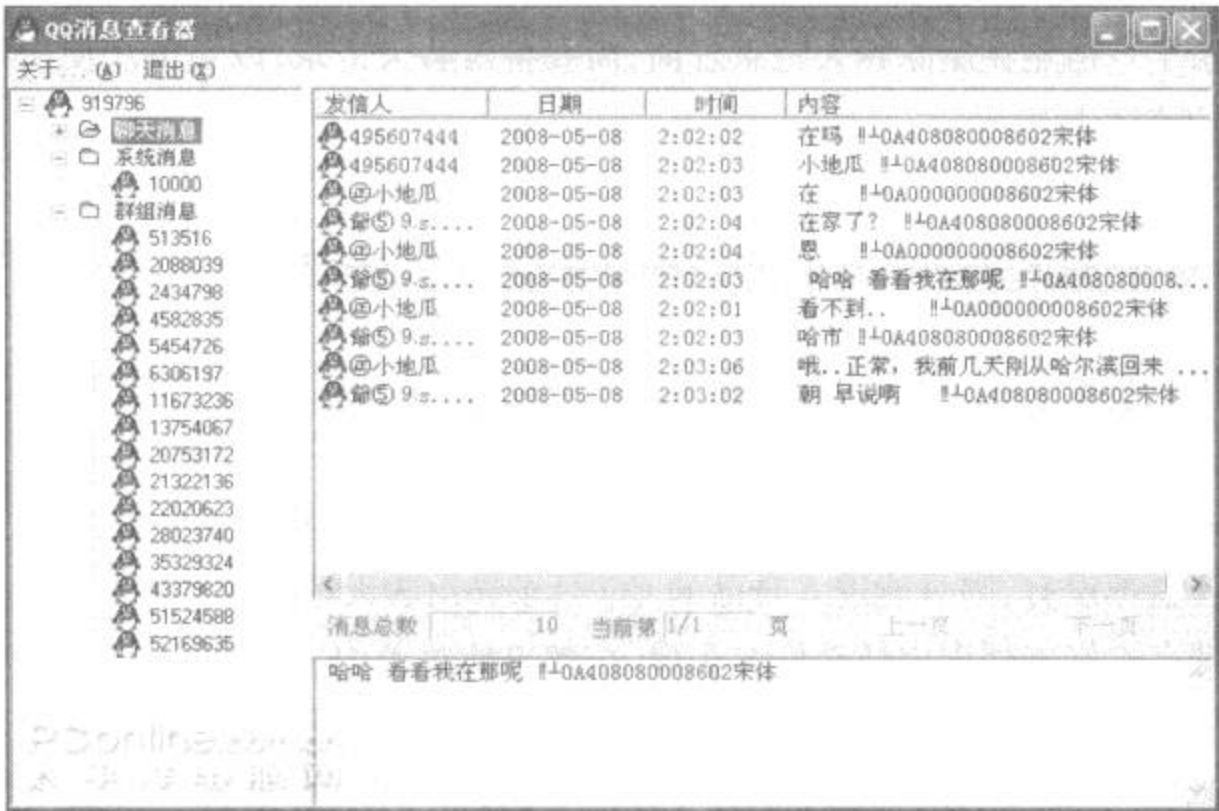 QQ消息查看器
关于...(A) 退出(X)
919796
聊天消息
系统消息
10000
群组消息
513516
2088039
2434798
4582835
5454726
6306197
11673236
13754067
20753172
21322136
22020623
28023740
35329324
43379820
51524588
52169635
发信人 日期 时间 内容
495607444 2008-05-08 2:02:02 在吗 ‼┴0A408080008602宋体
495607444 2008-05-08 2:02:03 小地瓜 ‼┴0A408080008602宋体
小地瓜 2008-05-08 2:02:03 在 ‼┴0A000000008602宋体
⑤ 9.s.... 2008-05-08 2:02:04 在家了? ‼┴0A408080008602宋体
小地瓜 2008-05-08 2:02:04 恩 ‼┴0A000000008602宋体
⑤ 9.s.... 2008-05-08 2:02:03 哈哈 看看我在那呢 ‼┴0A408080008...
小地瓜 2008-05-08 2:02:01 看不到.. ‼┴0A000000008602宋体
⑤ 9.s.... 2008-05-08 2:02:03 哈市 ‼┴0A408080008602宋体
小地瓜 2008-05-08 2:03:06 哦..正常，我前几天刚从哈尔滨回来 ...
⑤ 9.s.... 2008-05-08 2:03:02 朝 早说啊 ‼┴0A408080008602宋体
消息总数 10 当前第 1/1 页 上一页 下一页
哈哈 看看我在那呢 ‼┴0A408080008602宋体